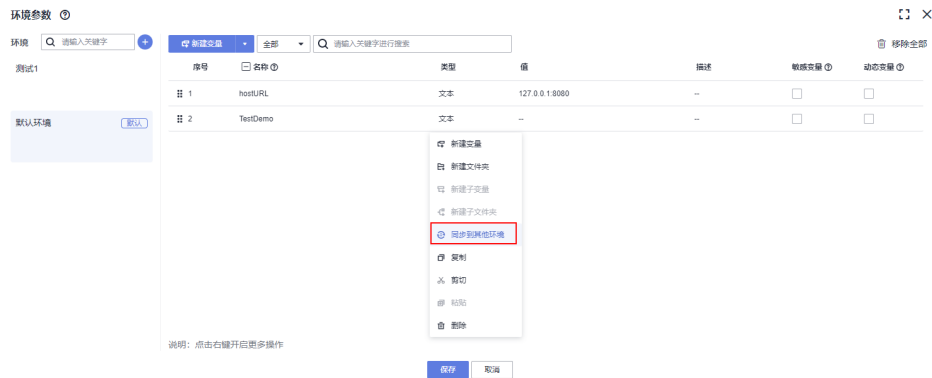 环境参数
环境 请输入关键字
新建变量 全部 请输入关键字进行搜索 移除全部
测试1
默认环境 默认
序号 名称 类型 值 描述 敏感变量 动态变量
1 hostURL 文本 127.0.0.1:8080 --
2 TestDemo 文本 -- --
新建变量
新建文件夹
新建子变量
新建子文件夹
同步到其他环境
复制
剪切
粘贴
删除
说明：点击右键开启更多操作
保存 取消